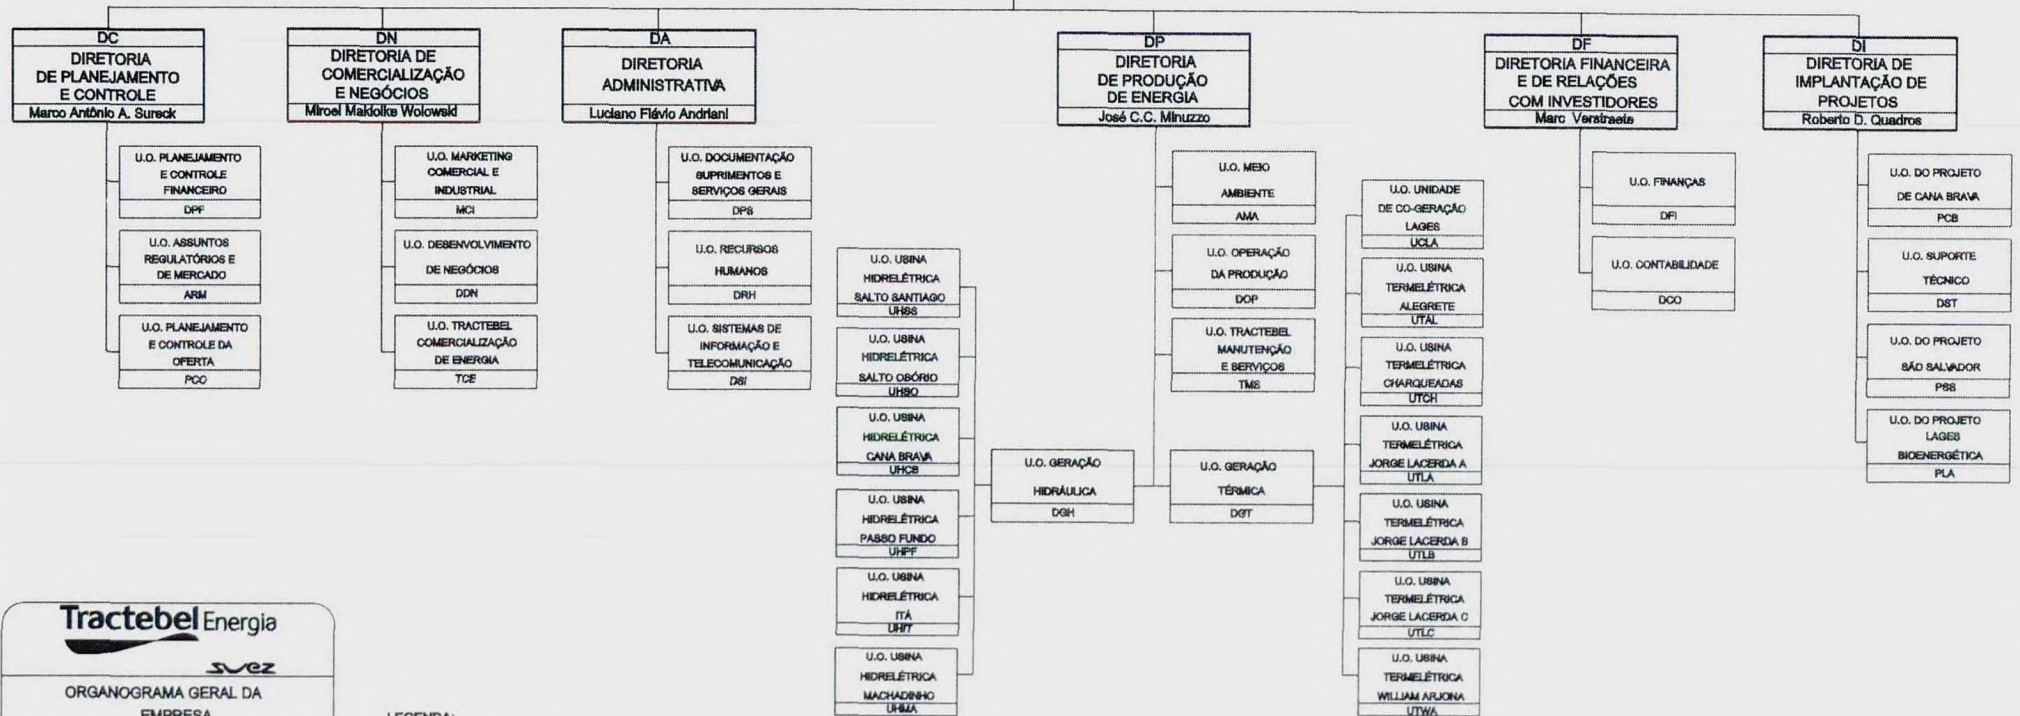 DC
DIRETORIA
DE PLANEJAMENTO
E CONTROLE
Marco Antônio A. Sureck
U.O. PLANEJAMENTO
E CONTROLE
FINANCEIRO
DPF
U.O. ASSUNTOS
REGULATÓRIOS E
DE MERCADO
ARM
U.O. PLANEJAMENTO
E CONTROLE DA
OFERTA
PCO
DN
DIRETORIA DE
COMERCIALIZAÇÃO
E NEGÓCIOS
Miroel Makiolke Wolowski
U.O. MARKETING
COMERCIAL E
INDUSTRIAL
MCI
U.O. DESENVOLVIMENTO
DE NEGÓCIOS
DDN
U.O. TRACTEBEL
COMERCIALIZAÇÃO
DE ENERGIA
TCE
DA
DIRETORIA
ADMINISTRATIVA
Luciano Flávio Andriani
U.O. DOCUMENTAÇÃO
SUPRIMENTOS E
SERVIÇOS GERAIS
DPS
U.O. RECURSOS
HUMANOS
DRH
U.O. SISTEMAS DE
INFORMAÇÃO E
TELECOMUNICAÇÃO
DSI
DP
DIRETORIA
DE PRODUÇÃO
DE ENERGIA
José C.C. Minuzzo
U.O. MEIO
AMBIENTE
AMA
U.O. OPERAÇÃO
DA PRODUÇÃO
DOP
U.O. TRACTEBEL
MANUTENÇÃO
E SERVIÇOS
TMS
U.O. GERAÇÃO
HIDRÁULICA
DGH
U.O. USINA
HIDRELÉTRICA
SALTO SANTIAGO
UHSS
U.O. USINA
HIDRELÉTRICA
SALTO OSÓRIO
UHSO
U.O. USINA
HIDRELÉTRICA
CANA BRAVA
UHCB
U.O. USINA
HIDRELÉTRICA
PASSO FUNDO
UHPF
U.O. USINA
HIDRELÉTRICA
ITÁ
UHIT
U.O. USINA
HIDRELÉTRICA
MACHADINHO
UHMA
U.O. GERAÇÃO
TÉRMICA
DGT
U.O. UNIDADE
DE CO-GERAÇÃO
LAGES
UCLA
U.O. USINA
TERMELÉTRICA
ALEGRETE
UTAL
U.O. USINA
TERMELÉTRICA
CHARQUEADAS
UTCH
U.O. USINA
TERMELÉTRICA
JORGE LACERDA A
UTLA
U.O. USINA
TERMELÉTRICA
JORGE LACERDA B
UTLB
U.O. USINA
TERMELÉTRICA
JORGE LACERDA C
UTLC
U.O. USINA
TERMELÉTRICA
WILLIAM ARJONA
UTWA
DF
DIRETORIA FINANCEIRA
E DE RELAÇÕES
COM INVESTIDORES
Marc Verstraete
U.O. FINANÇAS
DFI
U.O. CONTABILIDADE
DCO
DI
DIRETORIA DE
IMPLANTAÇÃO DE
PROJETOS
Roberto D. Quadros
U.O. DO PROJETO
DE CANA BRAVA
PCB
U.O. SUPORTE
TÉCNICO
DST
U.O. DO PROJETO
SÃO SALVADOR
PSS
U.O. DO PROJETO
LAGES
BIOENERGÉTICA
PLA
Tractebel Energia
SUEZ
ORGANOGRAMA GERAL DA
EMPRESA
LEGENDA: